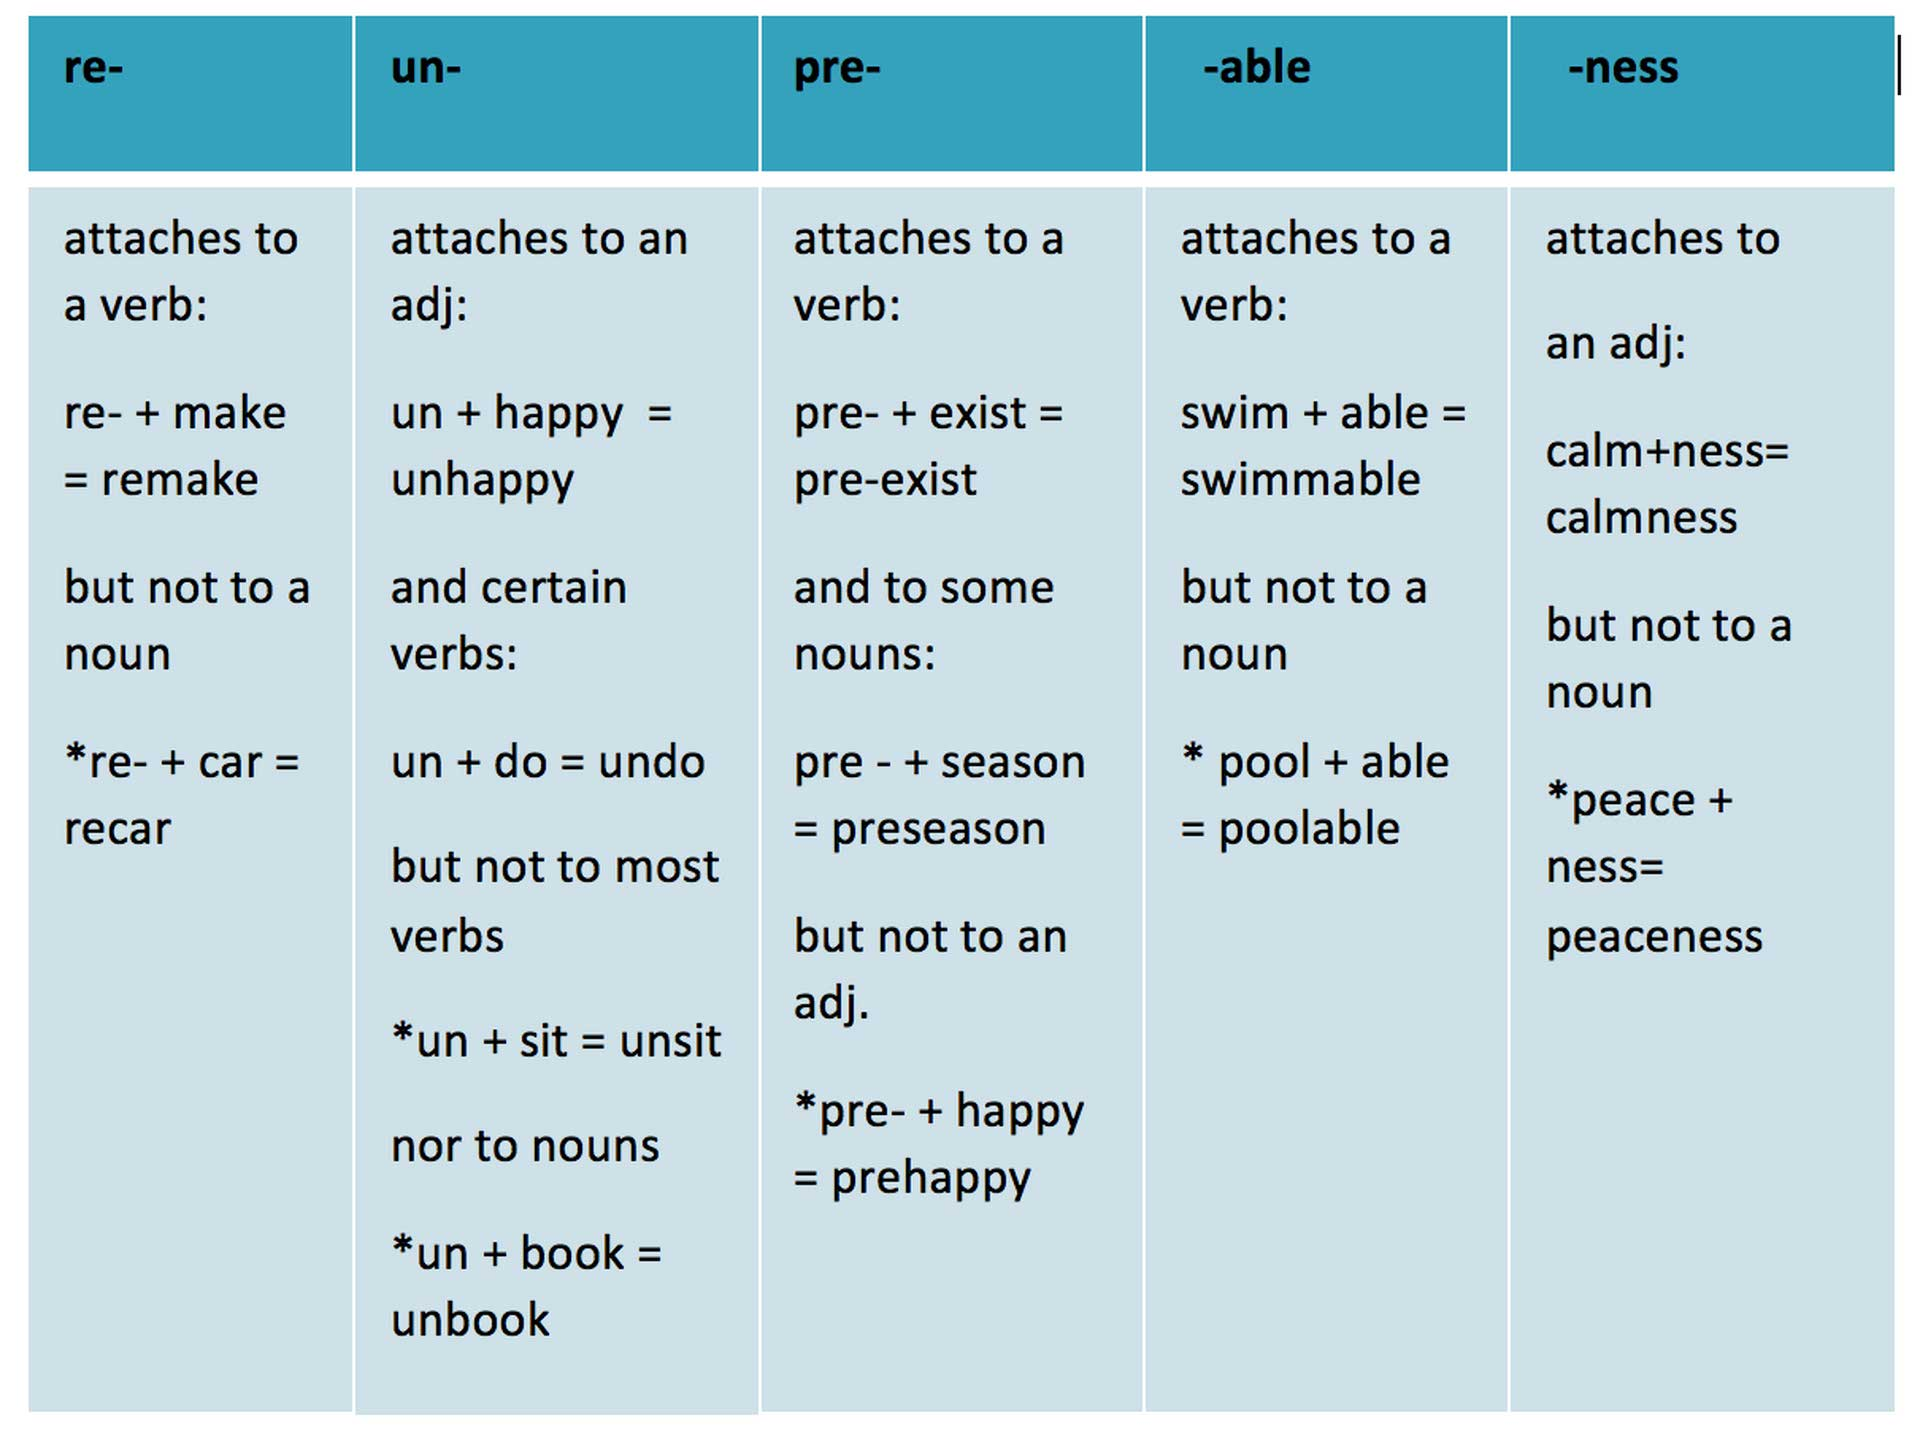 re-
un-
pre-
-able
-ness
attaches to
a verb:
re- + make
= remake
but not to a
noun
*re- + car =
recar
attaches to an
adj:
un + happy  =
unhappy
and certain
verbs:
un + do = undo
but not to most
verbs
*un + sit = unsit
nor to nouns
*un + book =
unbook
attaches to a
verb:
pre- + exist =
pre-exist
and to some
nouns:
pre - + season
= preseason
but not to an
adj.
*pre- + happy
= prehappy
attaches to a
verb:
swim + able =
swimmable
but not to a
noun
* pool + able
= poolable
attaches to
an adj:
calm+ness=
calmness
but not to a
noun
*peace +
ness=
peaceness